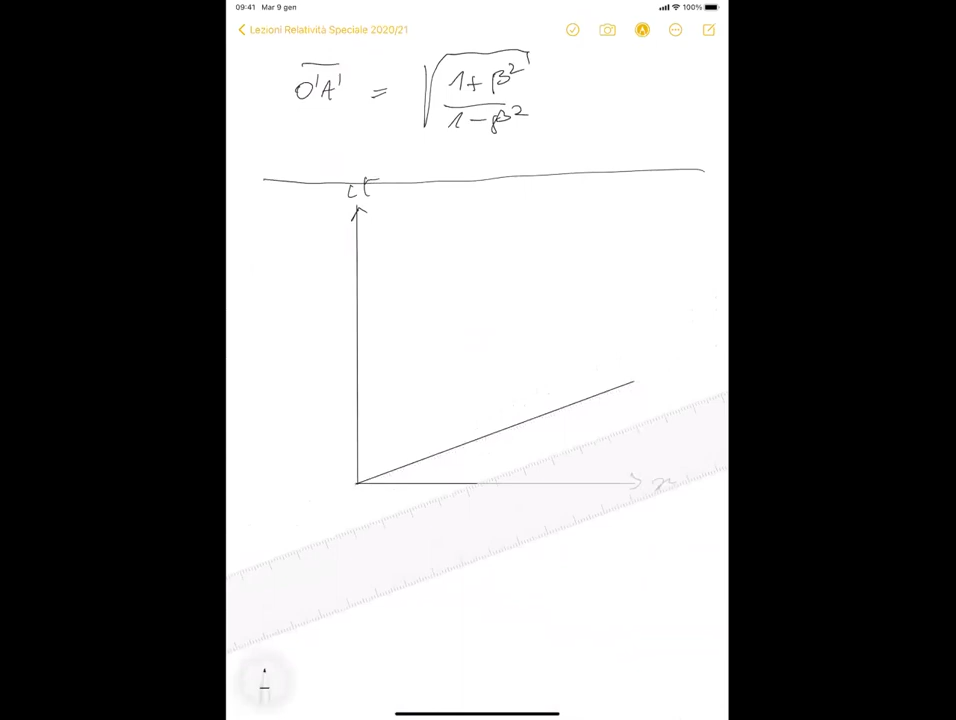 09:41 Mar 9 gen 100%
Lezioni Relatività Speciale 2020/21
O'A' = √((1+β²)/(1-β²))
ct
x